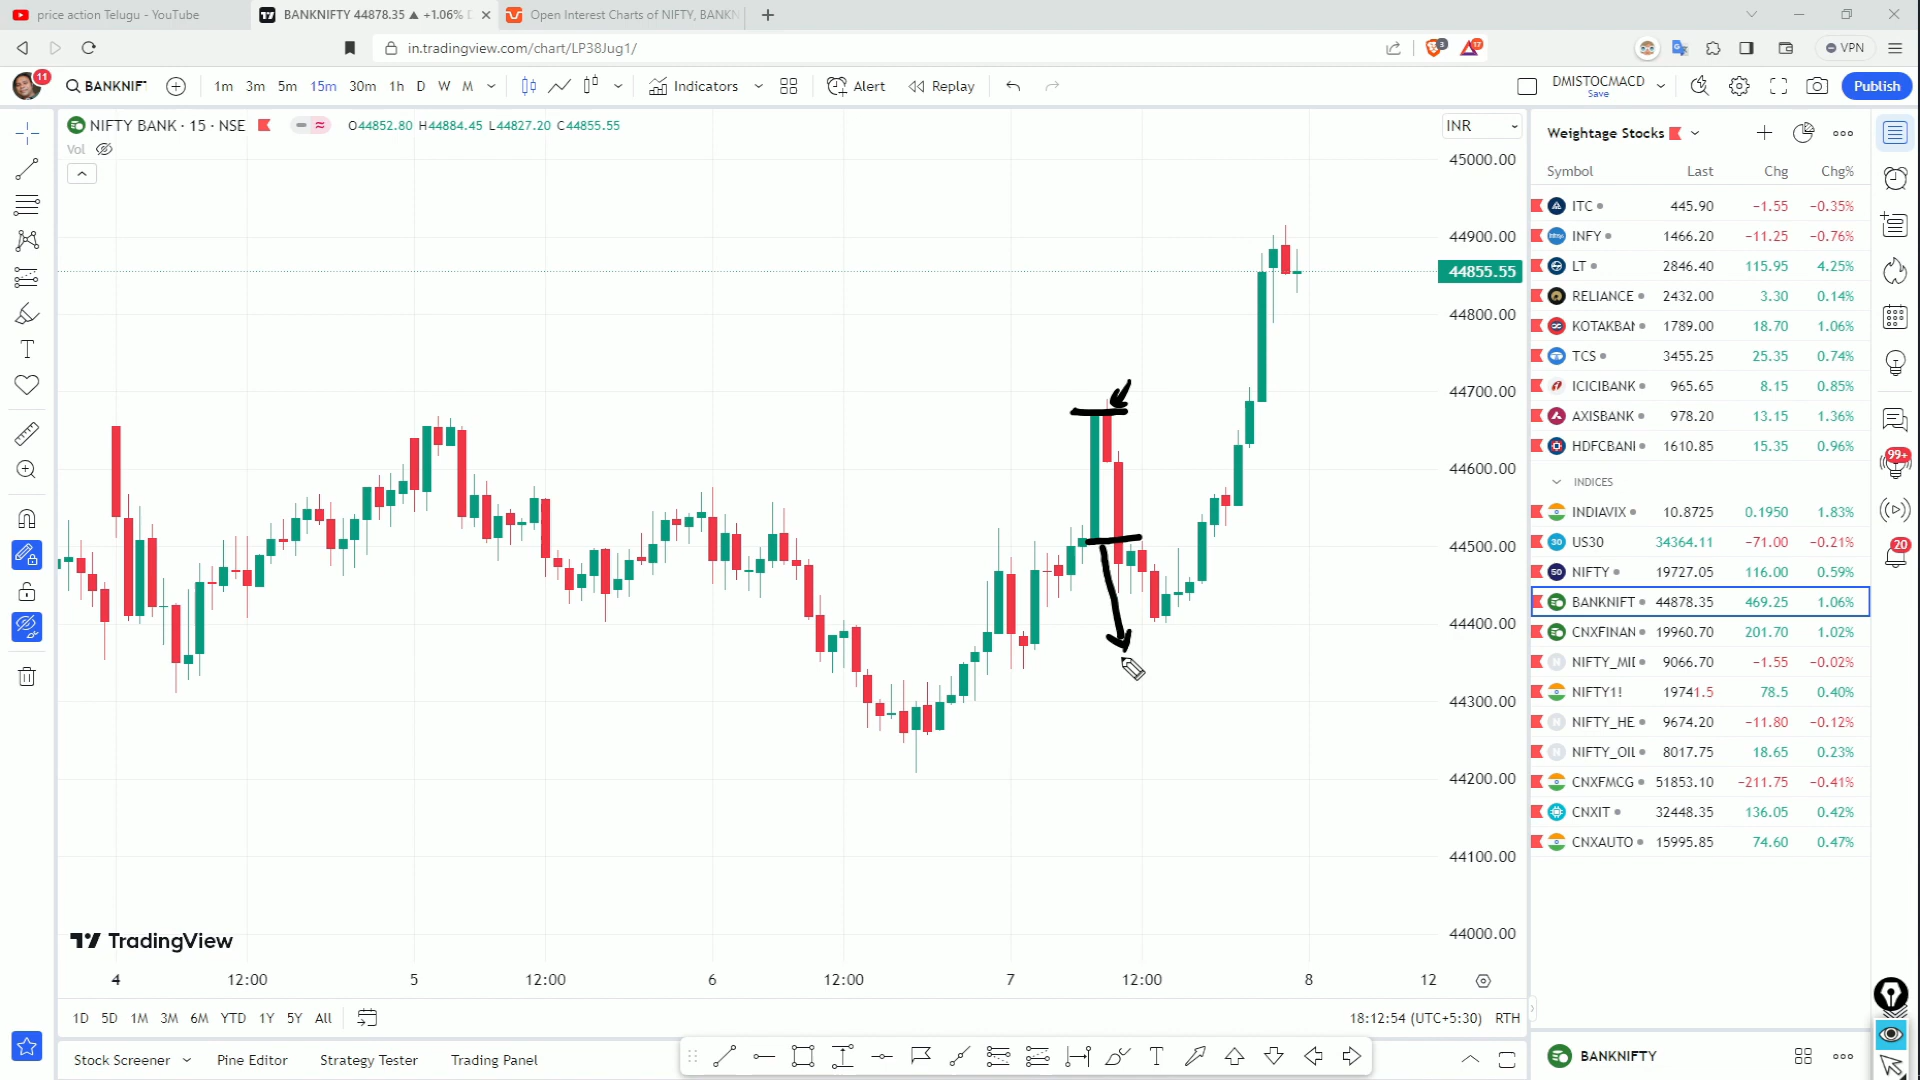 price action Telugu - YouTube
BANKNIFTY 44878.35 ▲ +1.06%
Open Interest Charts of NIFTY, BANKN
in.tradingview.com/chart/LP38Jug1/
3
17
VPN
11
BANKNIF
1m 3m 5m 15m 30m 1h D W M
Indicators
Alert
Replay
DMISTOCMACD
Save
Publish
NIFTY BANK · 15 · NSE
O44852.80 H44884.45 L44827.20 C44855.55
Vol
INR
45000.00
44900.00
44855.55
44800.00
44700.00
44600.00
44500.00
44400.00
44300.00
44200.00
44100.00
44000.00
Weightage Stocks
Symbol Last Chg Chg%
ITC 445.90 −1.55 −0.35%
INFY 1466.20 −11.25 −0.76%
LT 2846.40 115.95 4.25%
RELIANCE 2432.00 3.30 0.14%
KOTAKBAN 1789.00 18.70 1.06%
TCS 3455.25 25.35 0.74%
ICICIBANK 965.65 8.15 0.85%
AXISBANK 978.20 13.15 1.36%
HDFCBANI 1610.85 15.35 0.96%
INDICES
INDIAVIX 10.8725 0.1950 1.83%
30 US30 34364.11 −71.00 −0.21%
50 NIFTY 19727.05 116.00 0.59%
BANKNIFT 44878.35 469.25 1.06%
CNXFINAN 19960.70 201.70 1.02%
N NIFTY_MID 9066.70 −1.55 −0.02%
NIFTY1! 19741.5 78.5 0.40%
N NIFTY_HE 9674.20 −11.80 −0.12%
N NIFTY_OIL 8017.75 18.65 0.23%
CNXFMCG 51853.10 −211.75 −0.41%
CNXIT 32448.35 136.05 0.42%
CNXAUTO 15995.85 74.60 0.47%
99+
20
TradingView
4 12:00 5 12:00 6 12:00 7 12:00 8 12
1D 5D 1M 3M 6M YTD 1Y 5Y All
18:12:54 (UTC+5:30) RTH
Stock Screener
Pine Editor
Strategy Tester
Trading Panel
BANKNIFTY